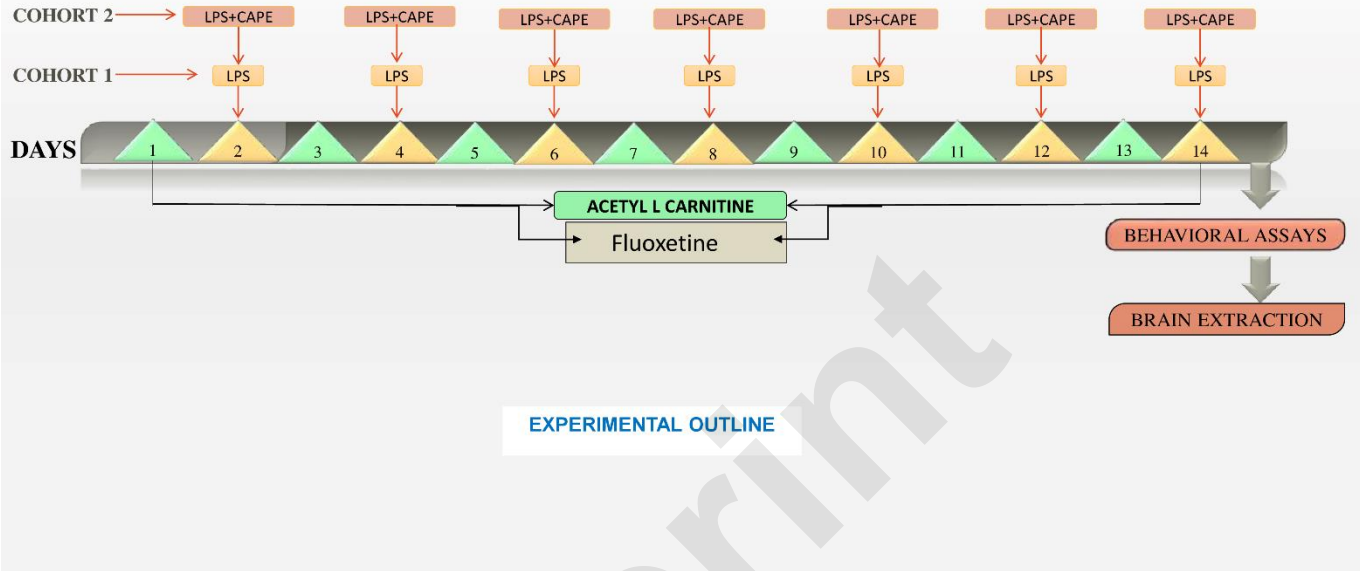 COHORT 2
LPS+CAPE LPS+CAPE LPS+CAPE LPS+CAPE LPS+CAPE LPS+CAPE LPS+CAPE
COHORT 1
LPS LPS LPS LPS LPS LPS LPS
DAYS 1 2 3 4 5 6 7 8 9 10 11 12 13 14
ACETYL L CARNITINE
Fluoxetine
BEHAVIORAL ASSAYS
BRAIN EXTRACTION
EXPERIMENTAL OUTLINE
rint